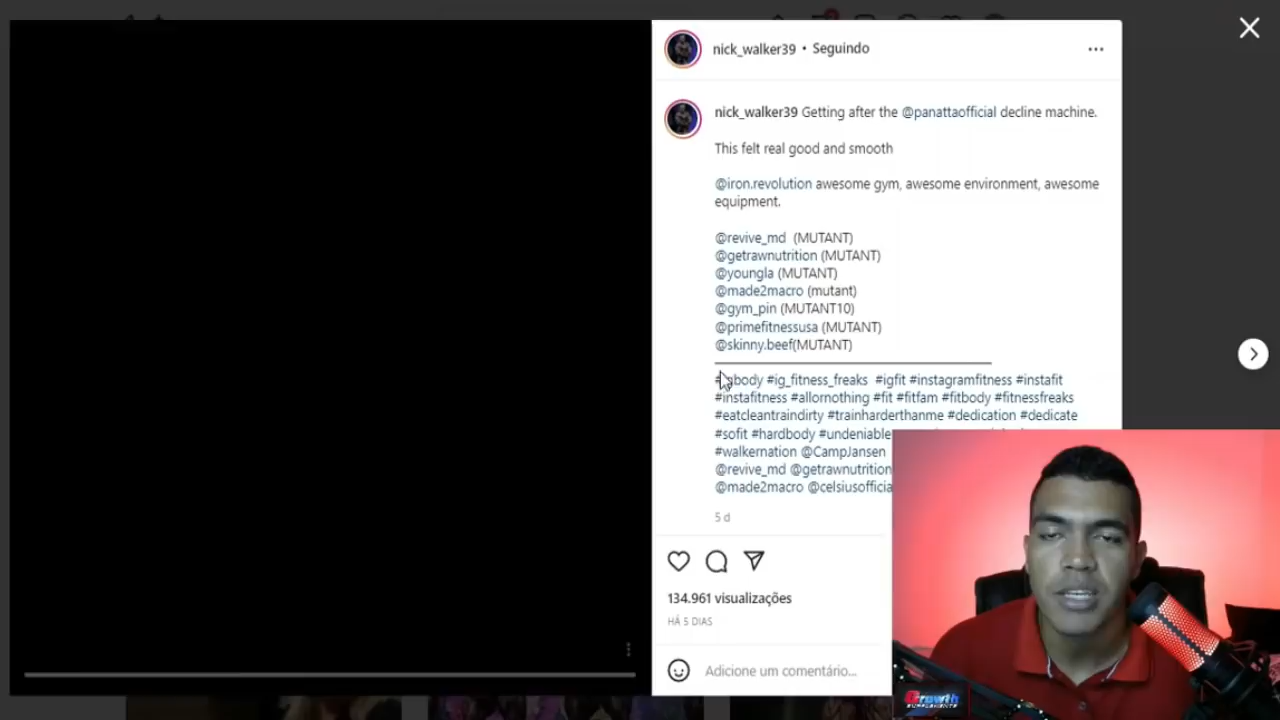 nick_walker39 • Seguindo
nick_walker39 Getting after the @panattaofficial decline machine.
This felt real good and smooth
@iron.revolution awesome gym, awesome environment, awesome
equipment.
@revive_md (MUTANT)
@getrawnutrition (MUTANT)
@youngla (MUTANT)
@made2macro (mutant)
@gym_pin (MUTANT10)
@primefitnessusa (MUTANT)
@skinny.beef(MUTANT)
#ig_fitness_freaks #igfit #instagramfitness #instafit
#instafitness #allornothing #fit #fitfam #fitbody #fitnessfreaks
#eatcleantraindirty #trainharderthanme #dedication #dedicate
#sofit #hardbody #undeniable
#walkernation @CampJansen
@revive_md @getrawnutrition
@made2macro @celsiusofficia
5 d
134.961 visualizações
HÁ 5 DIAS
Adicione um comentário...
Growth
SUPPLEMENTS